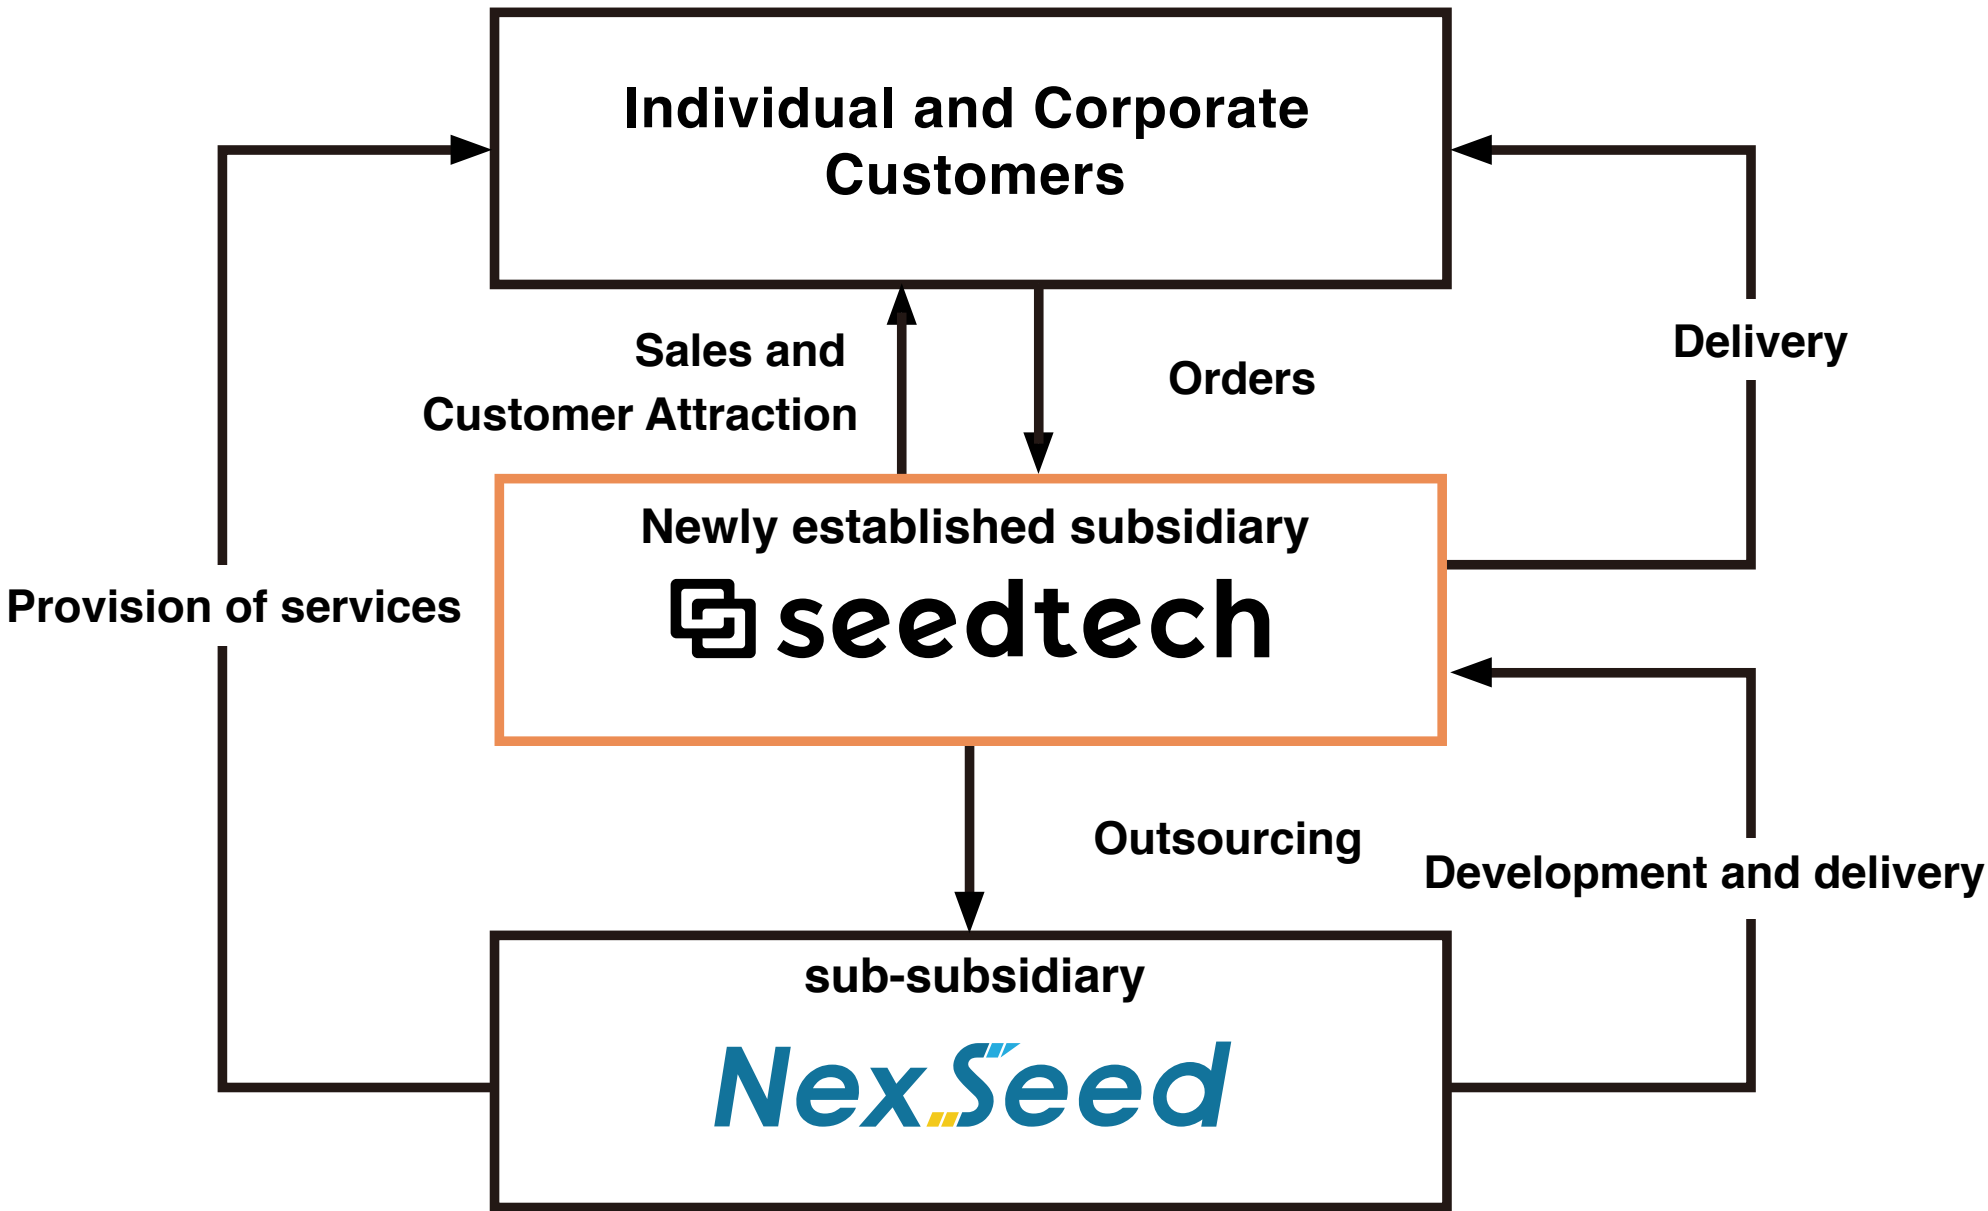 Individual and Corporate
Customers
Sales and
Customer Attraction
Orders
Delivery
Newly established subsidiary
seedtech
Provision of services
Outsourcing
Development and delivery
sub-subsidiary
NexSeed